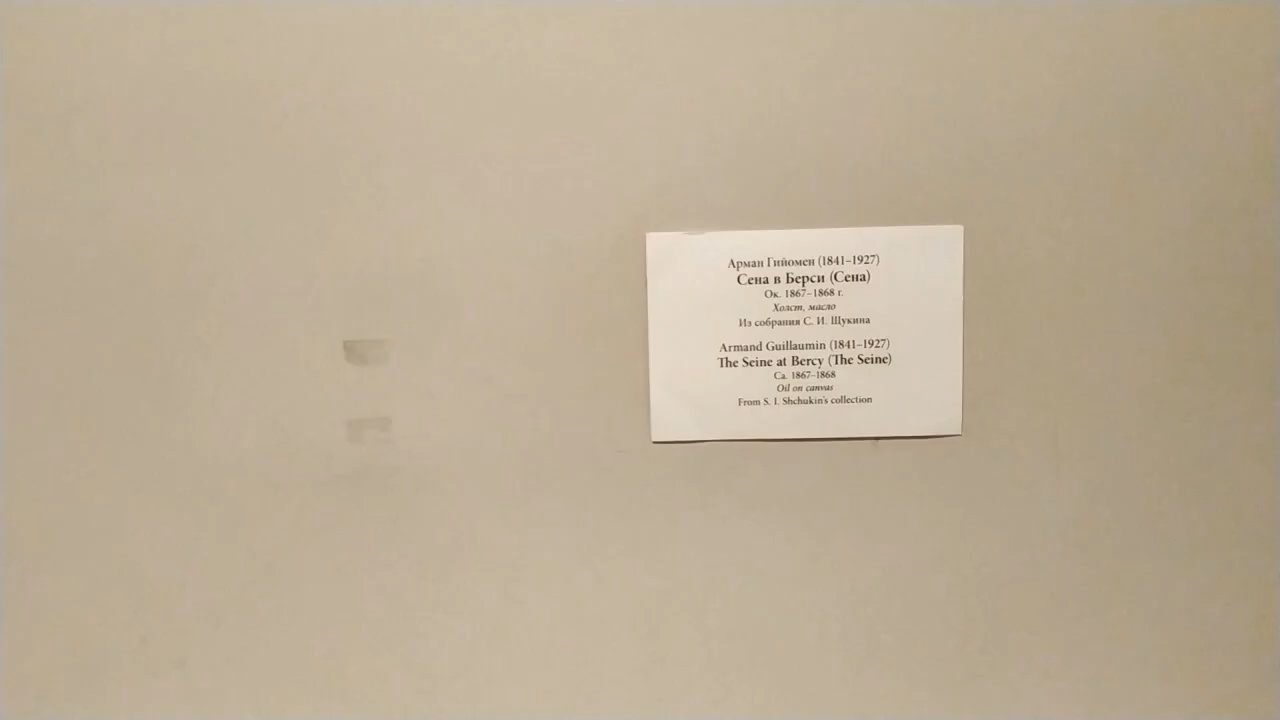 Арман Гийомен (1841–1927)
Сена в Берси (Сена)
Ок. 1867–1868 г.
Холст, масло
Из собрания С. И. Щукина
Armand Guillaumin (1841–1927)
The Seine at Bercy (The Seine)
Ca. 1867–1868
Oil on canvas
From S. I. Shchukin's collection